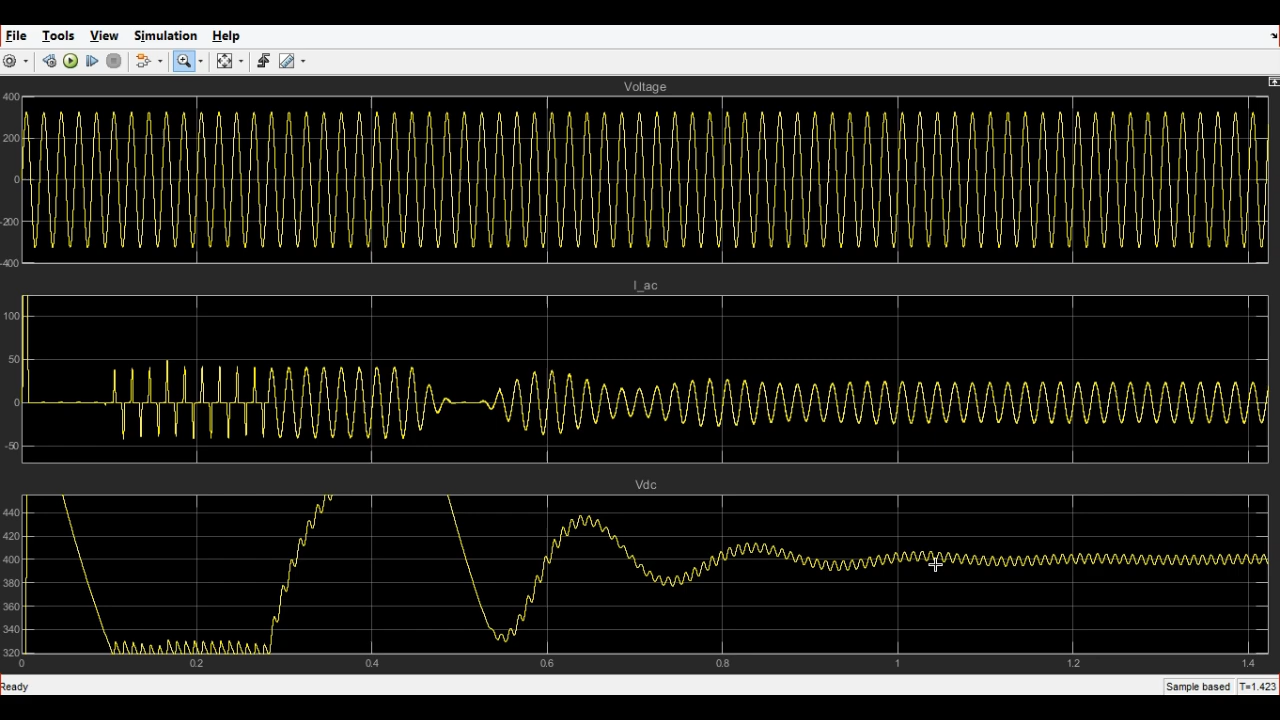 File Tools View Simulation Help
Voltage
400
200
0
-200
-400
I_ac
100
50
0
-50
Vdc
440
420
400
380
360
340
320
0 0.2 0.4 0.6 0.8 1 1.2 1.4
Ready Sample based T=1.423